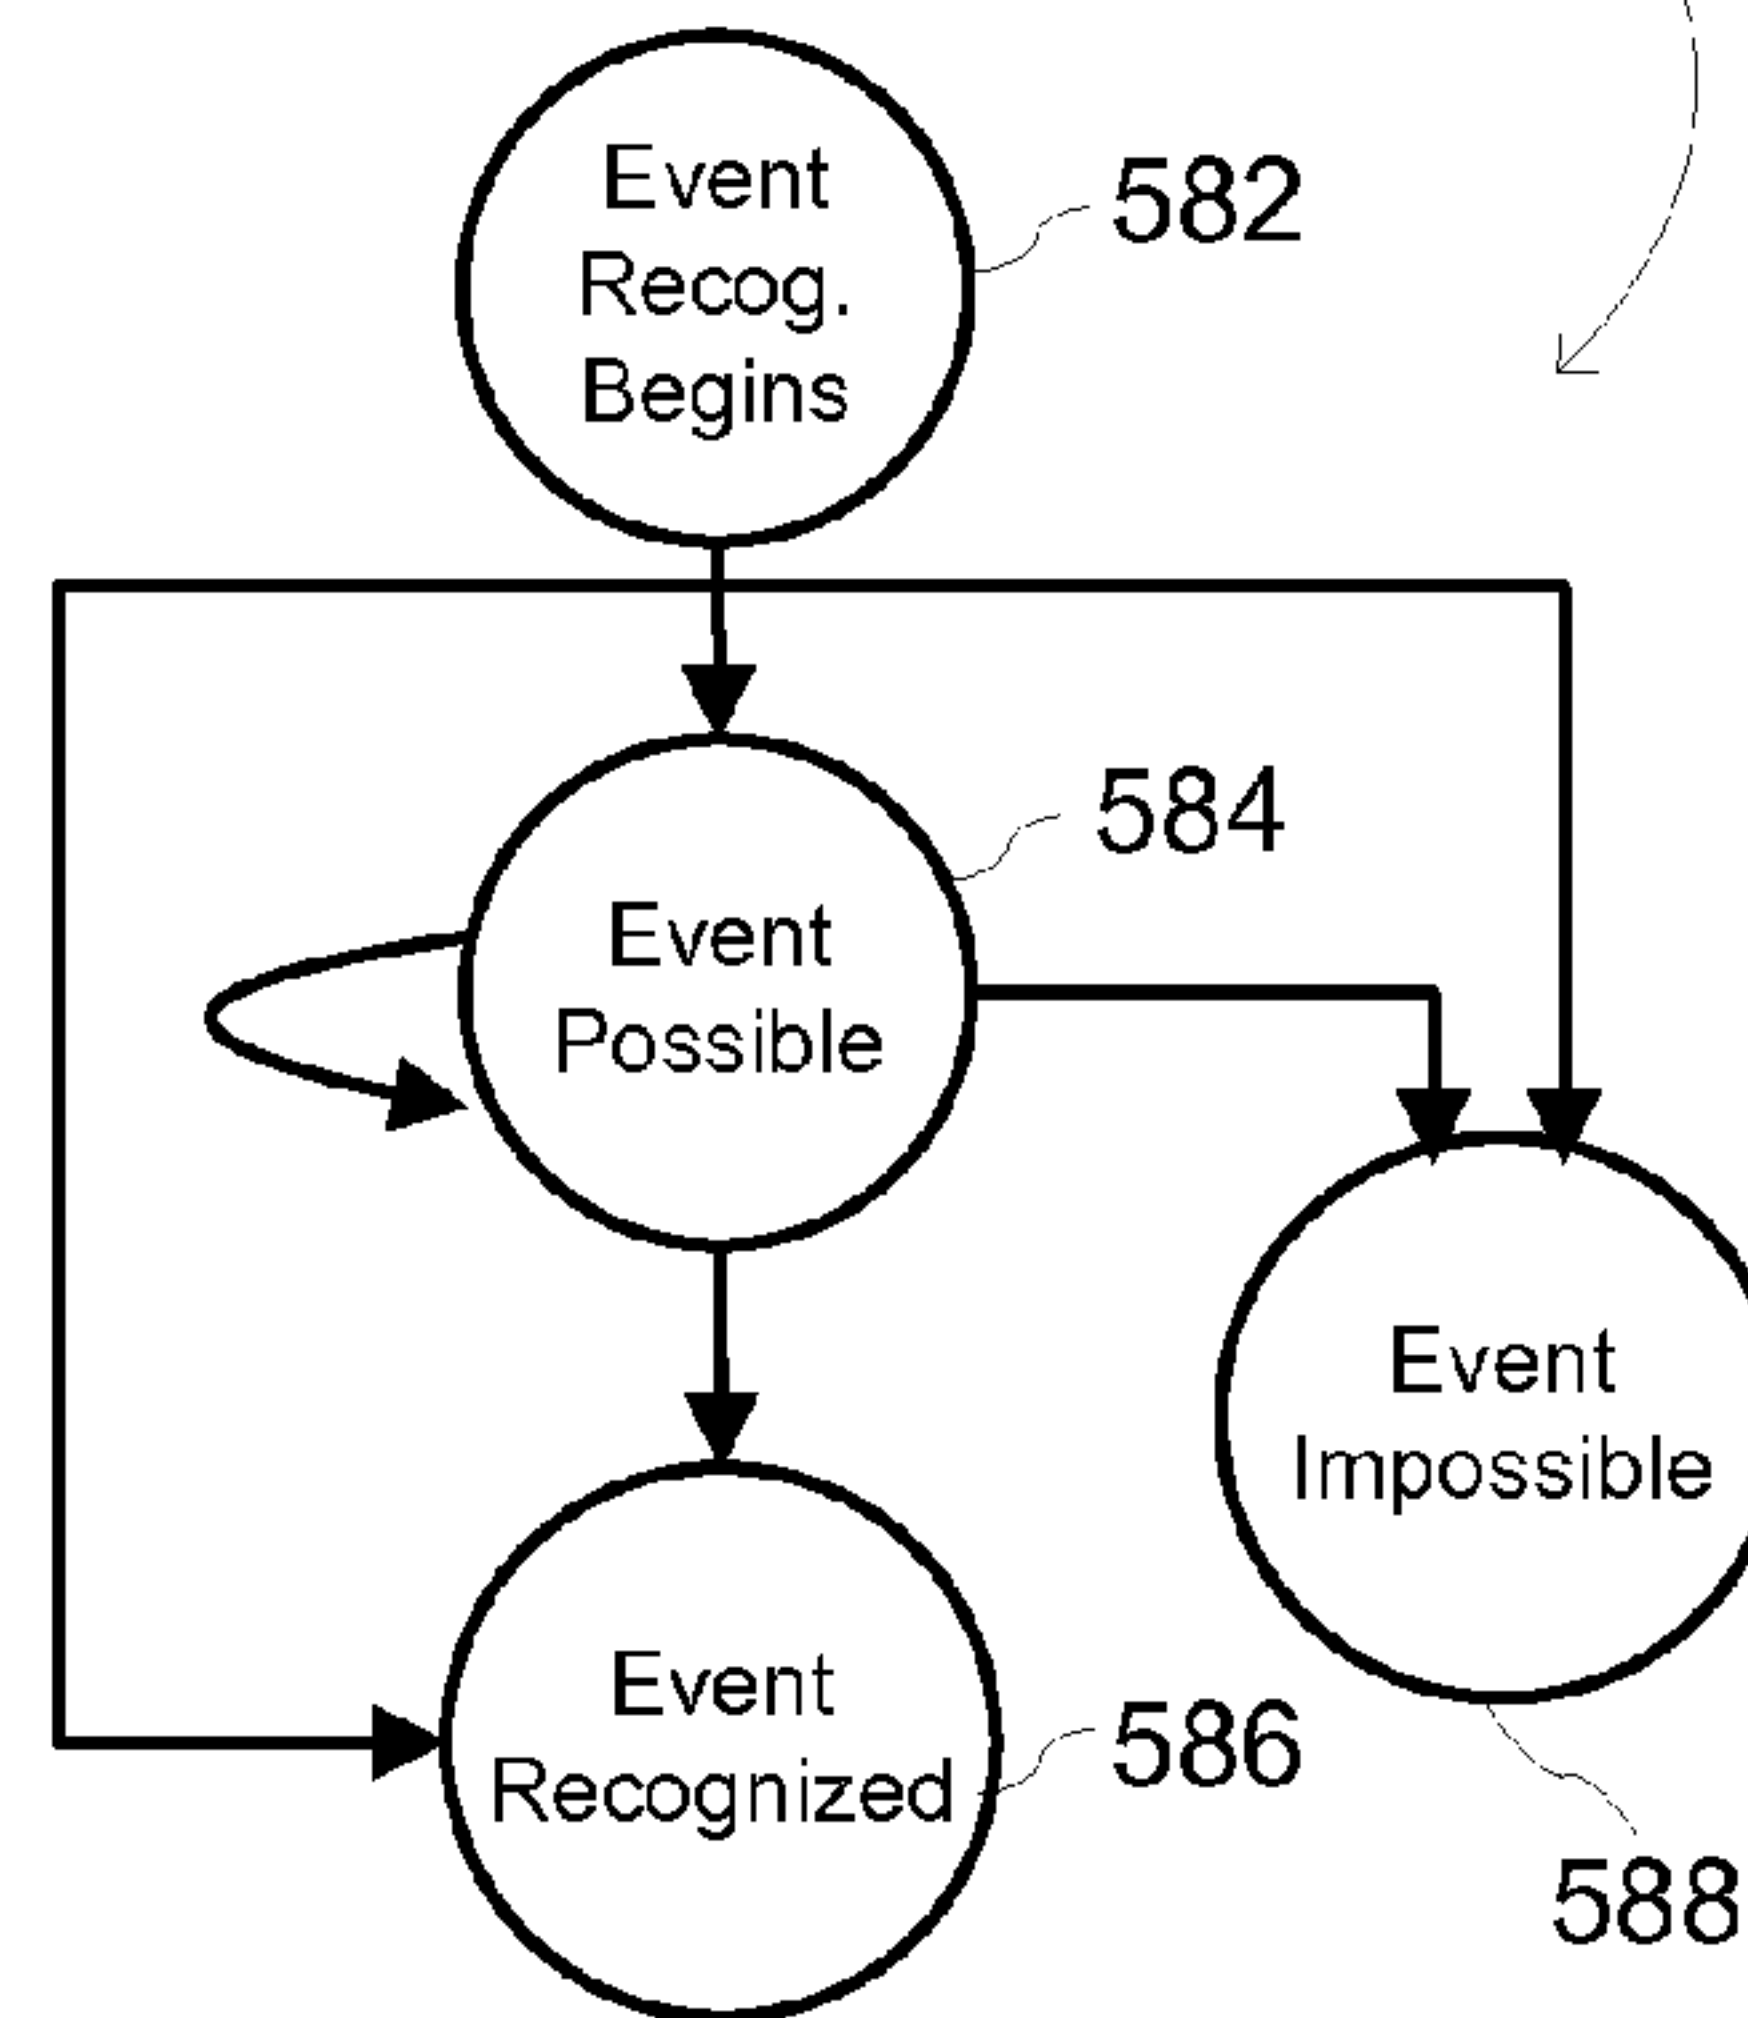 Event
Recog.
Begins
582
584
Event
Possible
Event
Impossible
Event
Recognized
586
588